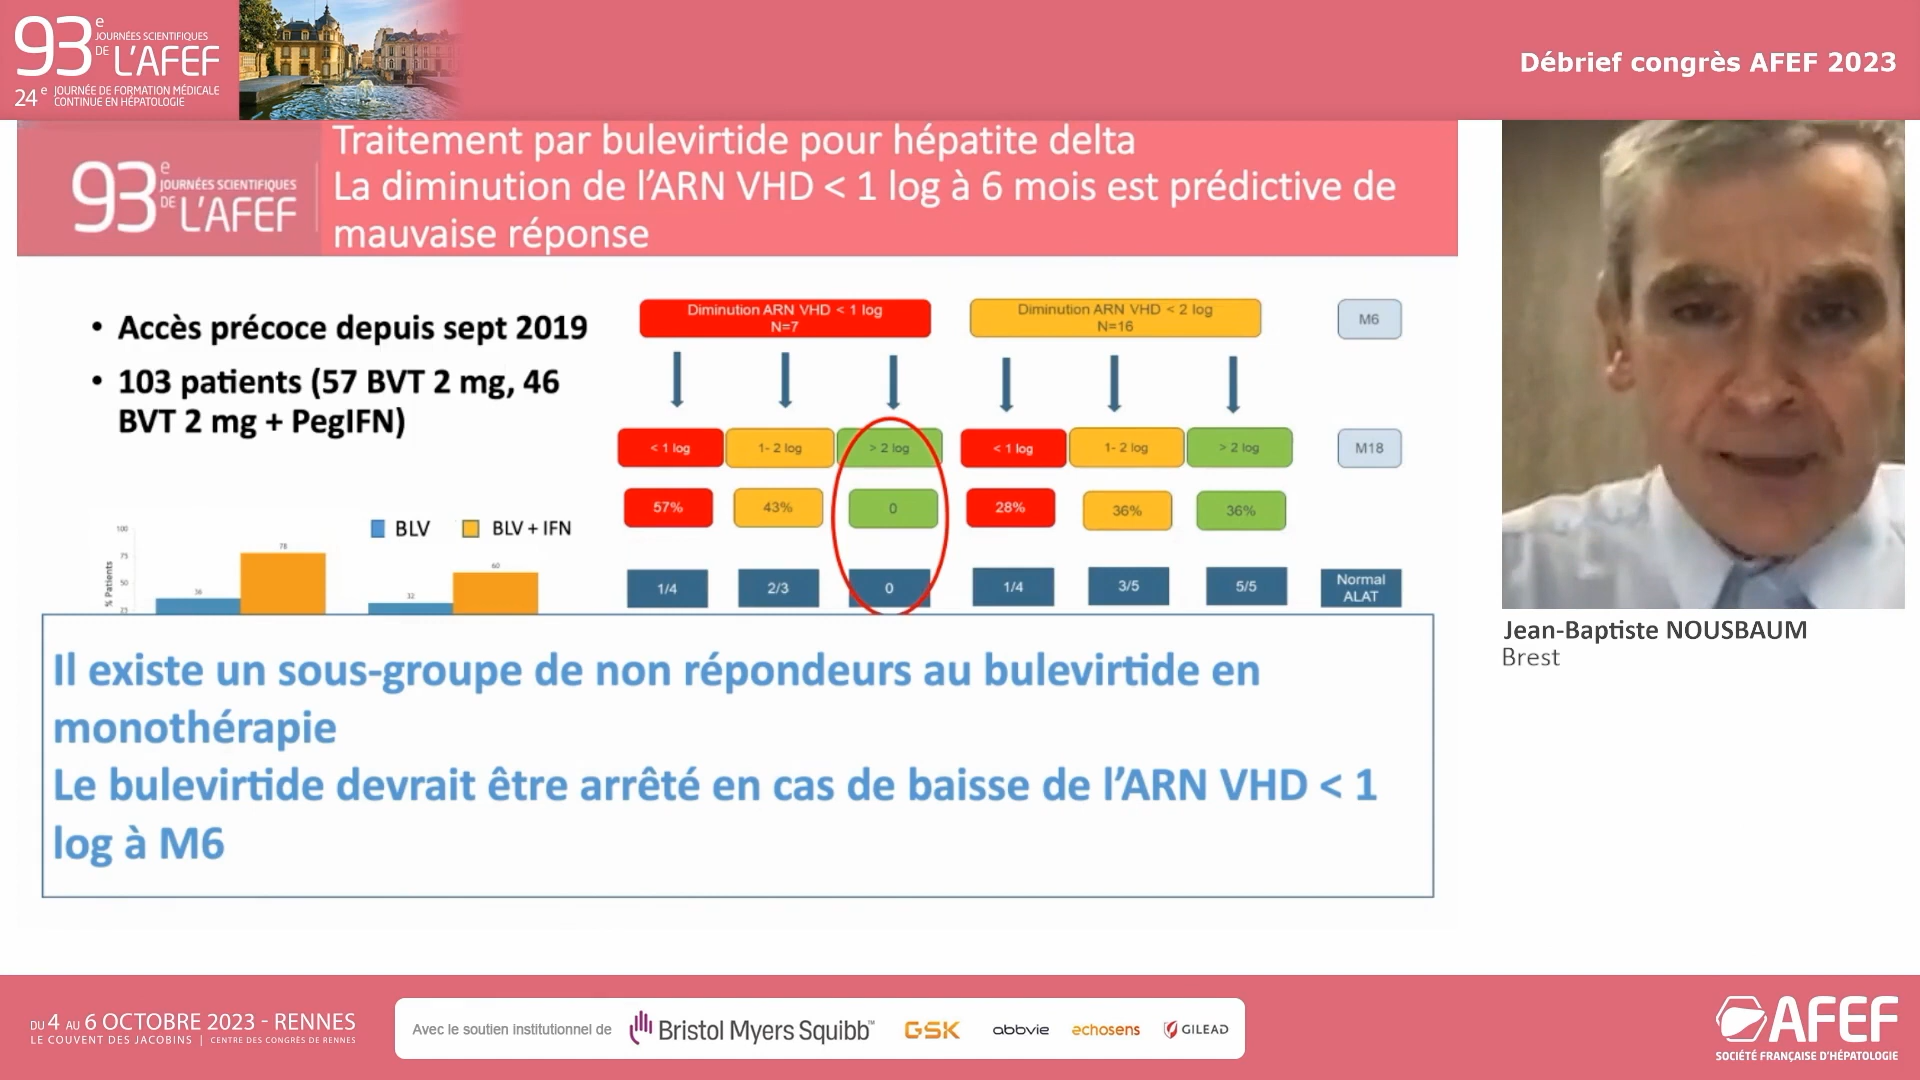 93e JOURNÉES SCIENTIFIQUES
DE L'AFEF
24e JOURNÉE DE FORMATION MÉDICALE
CONTINUE EN HÉPATOLOGIE
Débrief congrès AFEF 2023
93e JOURNÉES SCIENTIFIQUES
DE L'AFEF
Traitement par bulevirtide pour hépatite delta
La diminution de l'ARN VHD < 1 log à 6 mois est prédictive de
mauvaise réponse
• Accès précoce depuis sept 2019
• 103 patients (57 BVT 2 mg, 46
BVT 2 mg + PegIFN)
Diminution ARN VHD < 1 log
N=7
Diminution ARN VHD < 2 log
N=16
M6
< 1 log
1- 2 log
> 2 log
< 1 log
1- 2 log
> 2 log
M18
57%
43%
0
28%
36%
36%
1/4
2/3
0
1/4
3/5
5/5
Normal
ALAT
BLV
BLV + IFN
% Patients
100
75
50
25
36
78
32
60
Il existe un sous-groupe de non répondeurs au bulevirtide en
monothérapie
Le bulevirtide devrait être arrêté en cas de baisse de l'ARN VHD < 1
log à M6
Jean-Baptiste NOUSBAUM
Brest
DU 4 AU 6 OCTOBRE 2023 - RENNES
LE COUVENT DES JACOBINS | CENTRE DES CONGRÈS DE RENNES
Avec le soutien institutionnel de
Bristol Myers Squibb™
GSK
abbvie
echosens
GILEAD
AFEF
SOCIÉTÉ FRANÇAISE D'HÉPATOLOGIE